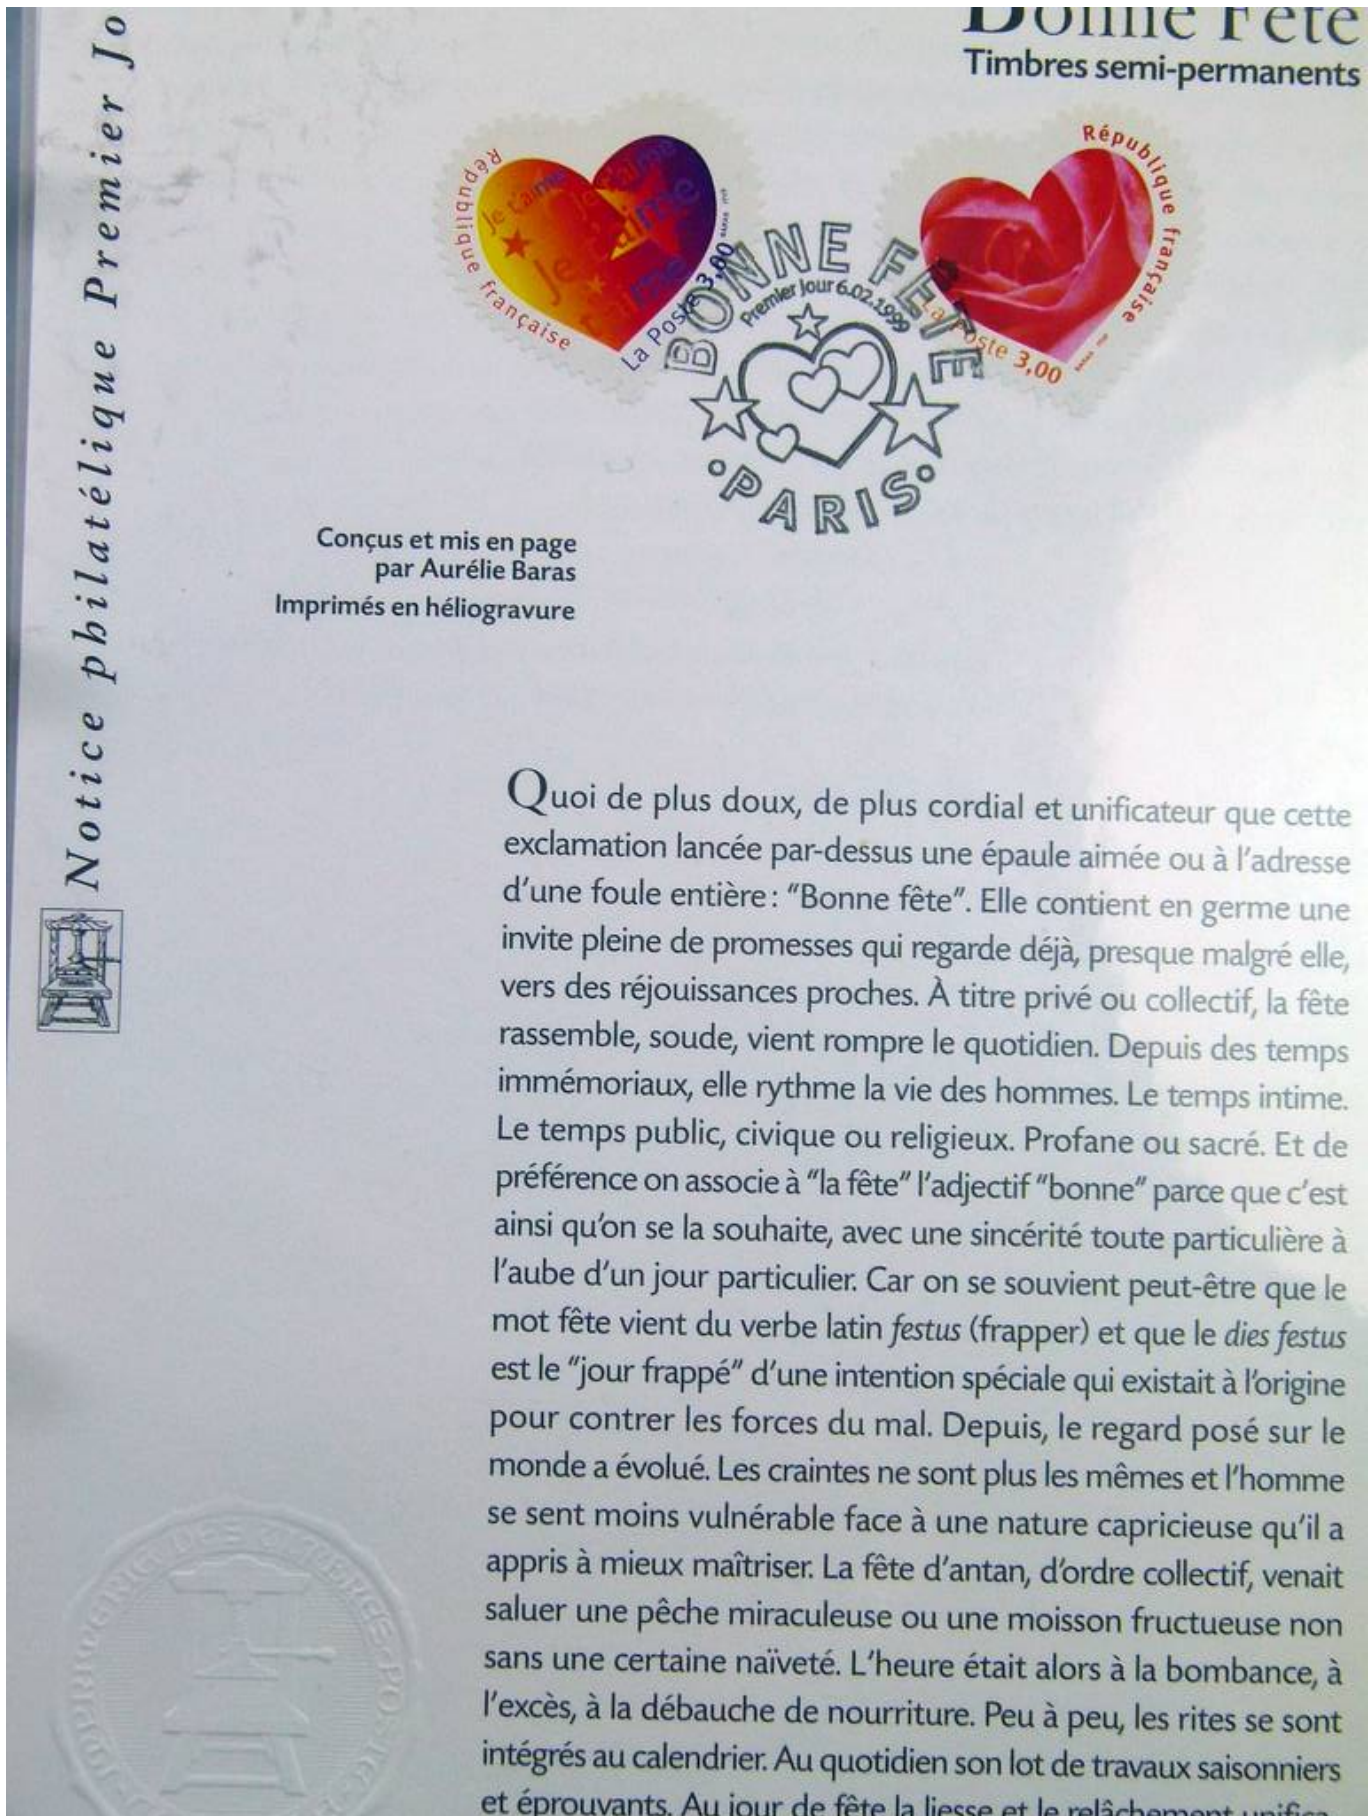 Bonne Fête
Timbres semi-permanents
Notice philatélique Premier Jo
République française
Je t'aime
Je t'aime
Je t'aime
La Poste 3,00
République française
La Poste 3,00
BONNE FÊTE
Premier Jour 6.02.1999
PARIS
Conçus et mis en page
par Aurélie Baras
Imprimés en héliogravure
Quoi de plus doux, de plus cordial et unificateur que cette
exclamation lancée par-dessus une épaule aimée ou à l'adresse
d'une foule entière : "Bonne fête". Elle contient en germe une
invite pleine de promesses qui regarde déjà, presque malgré elle,
vers des réjouissances proches. À titre privé ou collectif, la fête
rassemble, soude, vient rompre le quotidien. Depuis des temps
immémoriaux, elle rythme la vie des hommes. Le temps intime.
Le temps public, civique ou religieux. Profane ou sacré. Et de
préférence on associe à "la fête" l'adjectif "bonne" parce que c'est
ainsi qu'on se la souhaite, avec une sincérité toute particulière à
l'aube d'un jour particulier. Car on se souvient peut-être que le
mot fête vient du verbe latin festus (frapper) et que le dies festus
est le "jour frappé" d'une intention spéciale qui existait à l'origine
pour contrer les forces du mal. Depuis, le regard posé sur le
monde a évolué. Les craintes ne sont plus les mêmes et l'homme
se sent moins vulnérable face à une nature capricieuse qu'il a
appris à mieux maîtriser. La fête d'antan, d'ordre collectif, venait
saluer une pêche miraculeuse ou une moisson fructueuse non
sans une certaine naïveté. L'heure était alors à la bombance, à
l'excès, à la débauche de nourriture. Peu à peu, les rites se sont
intégrés au calendrier. Au quotidien son lot de travaux saisonniers
et éprouvants. Au jour de fête la liesse et le relâchement